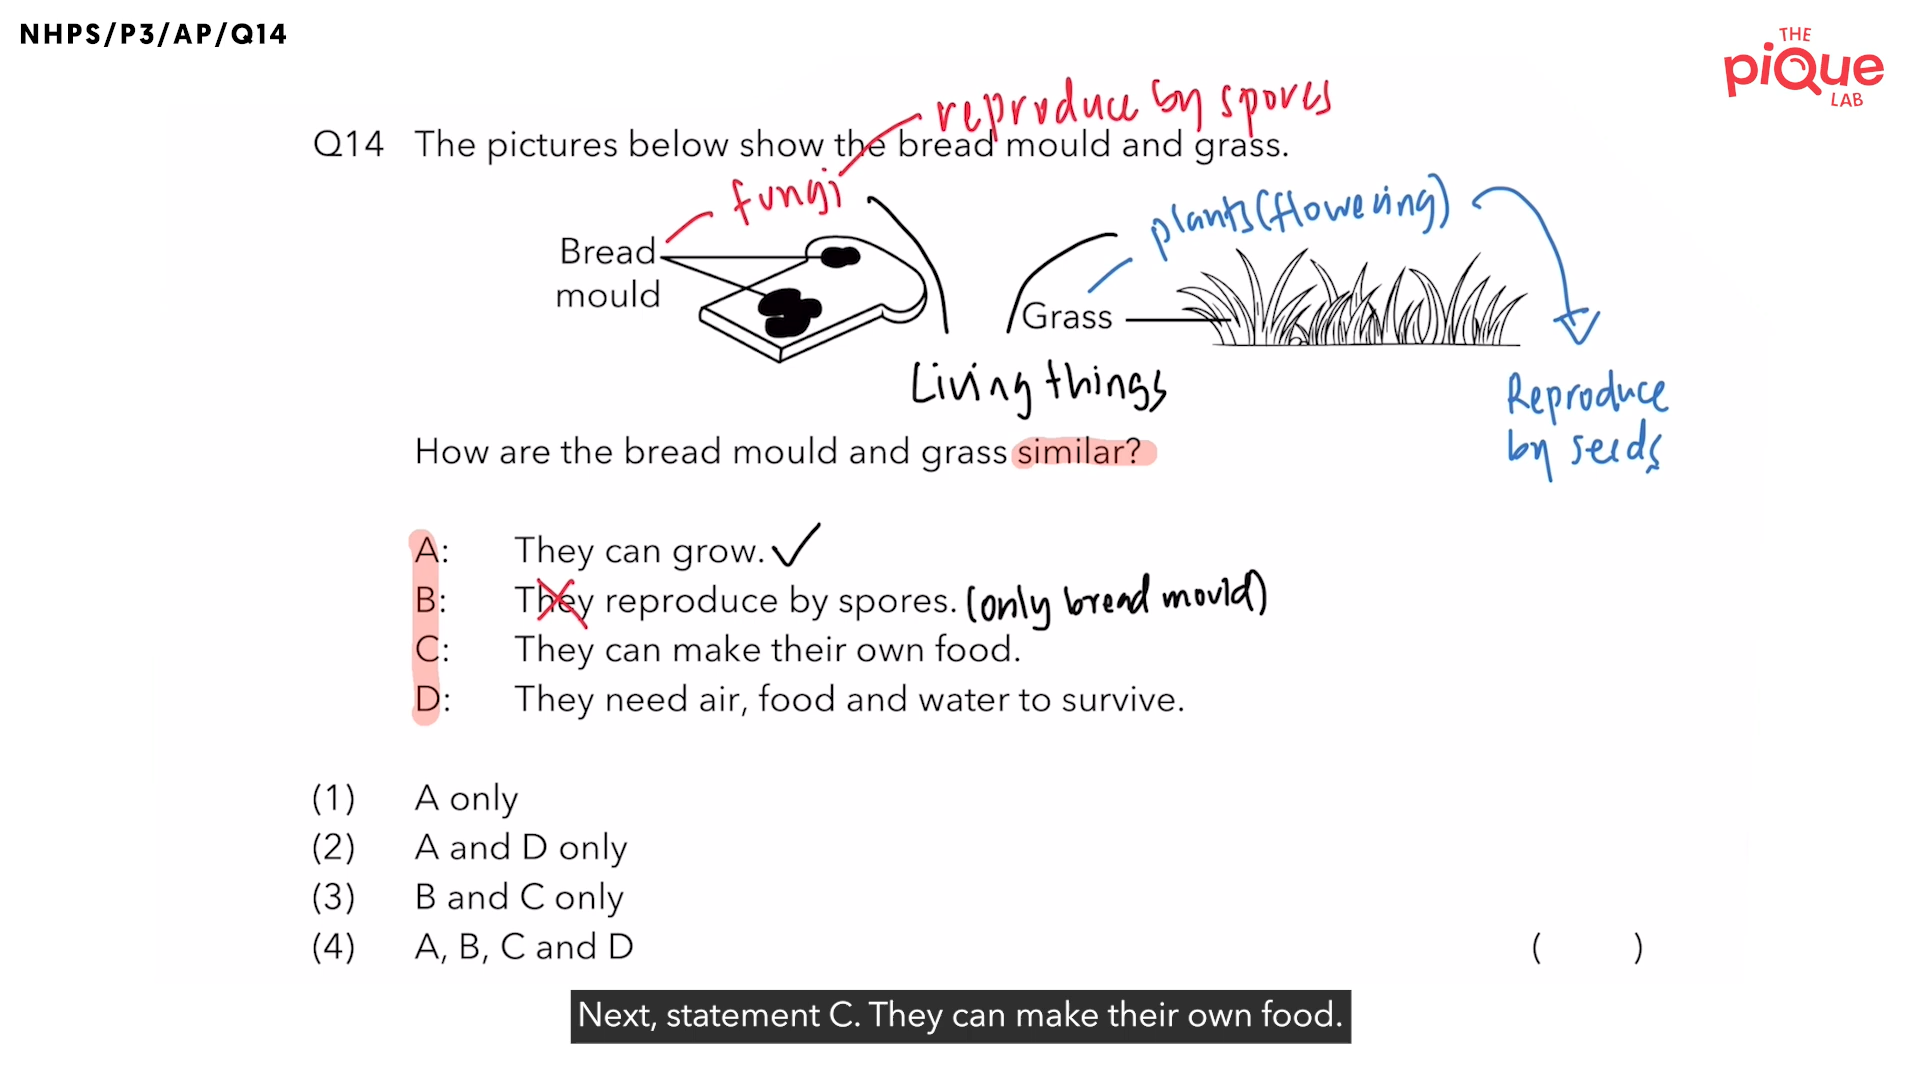 NHPS/P3/AP/Q14
THE
piQue
LAB
reproduce by spores
Q14 The pictures below show the bread mould and grass.
fungi
plants(flowering)
Bread
mould
Grass
Living things
Reproduce
by seeds
How are the bread mould and grass similar?
A: They can grow.
B: They reproduce by spores. (only bread mould)
C: They can make their own food.
D: They need air, food and water to survive.
(1) A only
(2) A and D only
(3) B and C only
(4) A, B, C and D ( )
Next, statement C. They can make their own food.